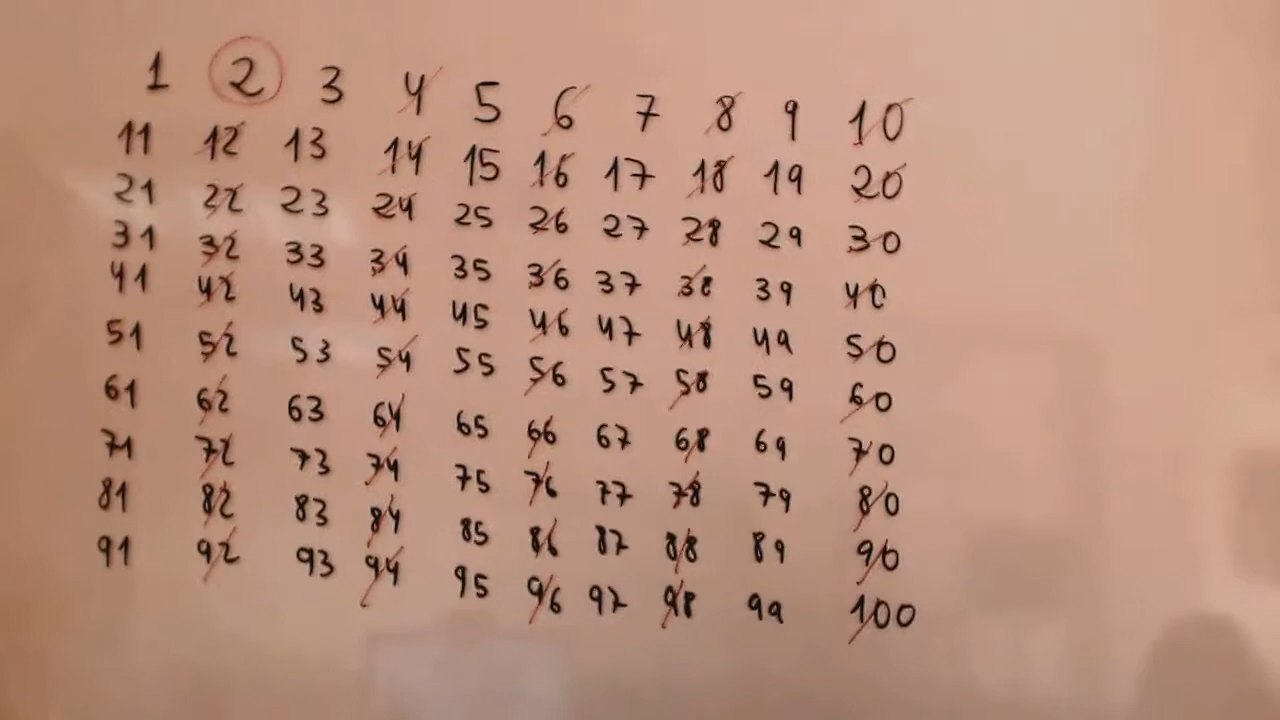 1 2 3 4 5 6 7 8 9 10
11 12 13 14 15 16 17 18 19 20
21 22 23 24 25 26 27 28 29 30
31 32 33 34 35 36 37 38 39 40
41 42 43 44 45 46 47 48 49 50
51 52 53 54 55 56 57 58 59 60
61 62 63 64 65 66 67 68 69 70
71 72 73 74 75 76 77 78 79 80
81 82 83 84 85 86 87 88 89 90
91 92 93 94 95 96 97 98 99 100